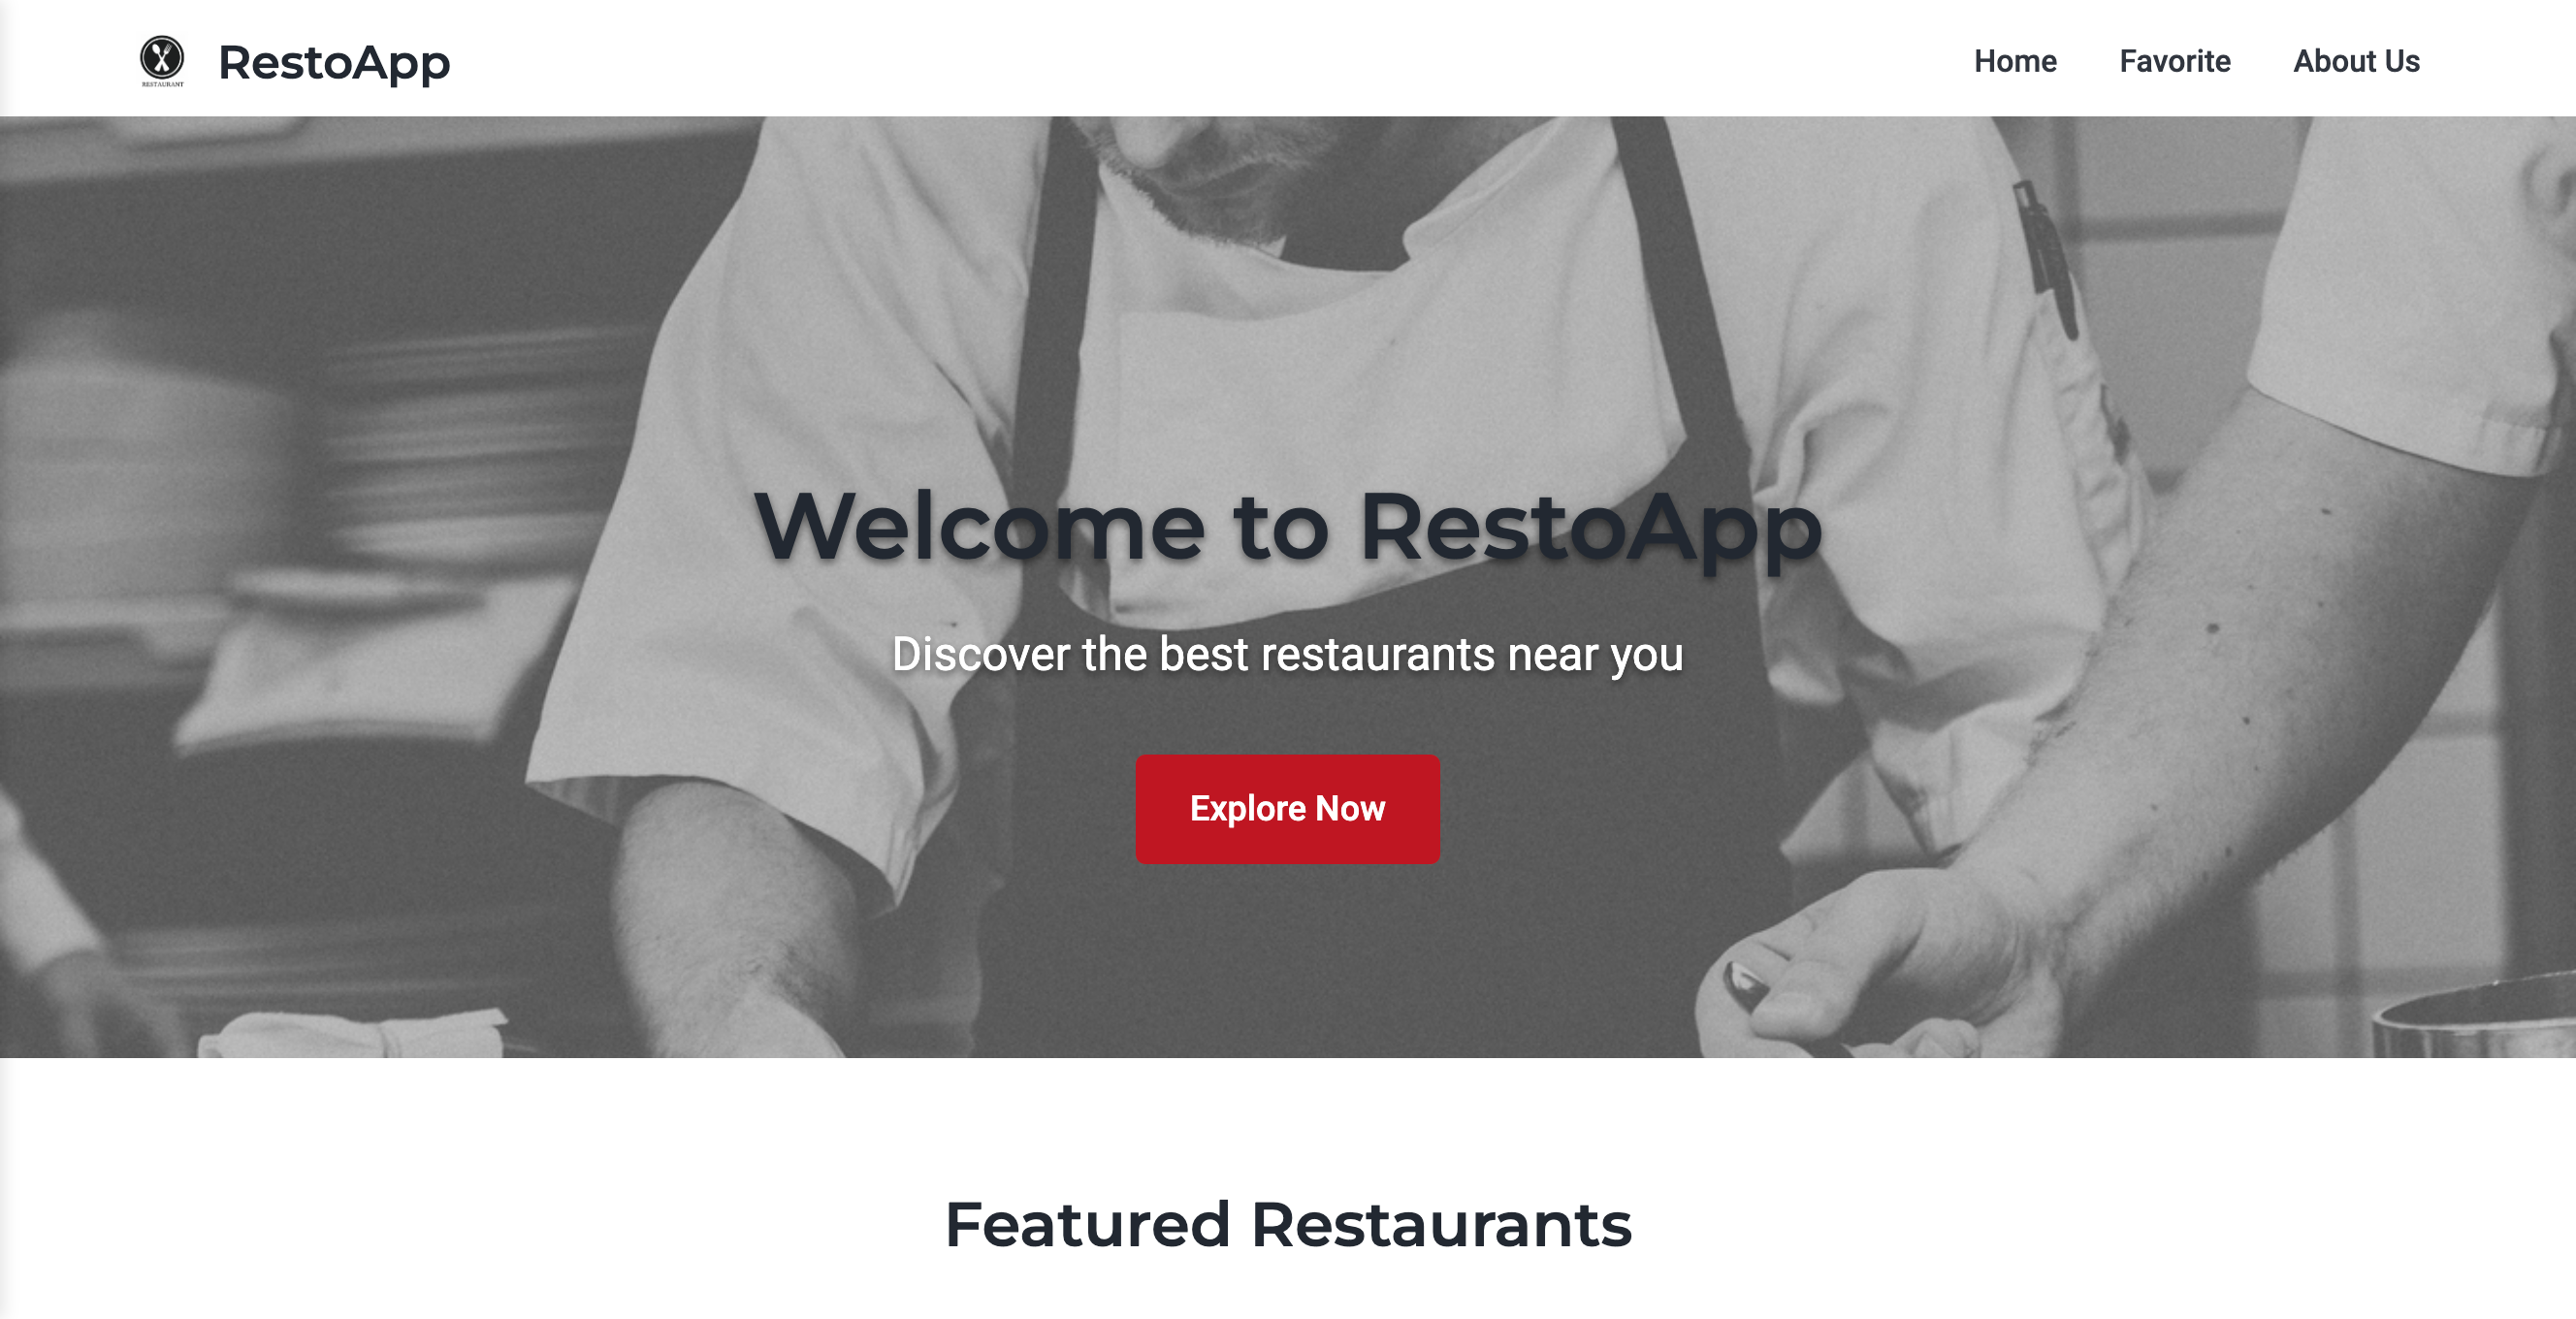 RESTAURANT
RestoApp
Home
Favorite
About Us
Welcome to RestoApp
Discover the best restaurants near you
Explore Now
Featured Restaurants